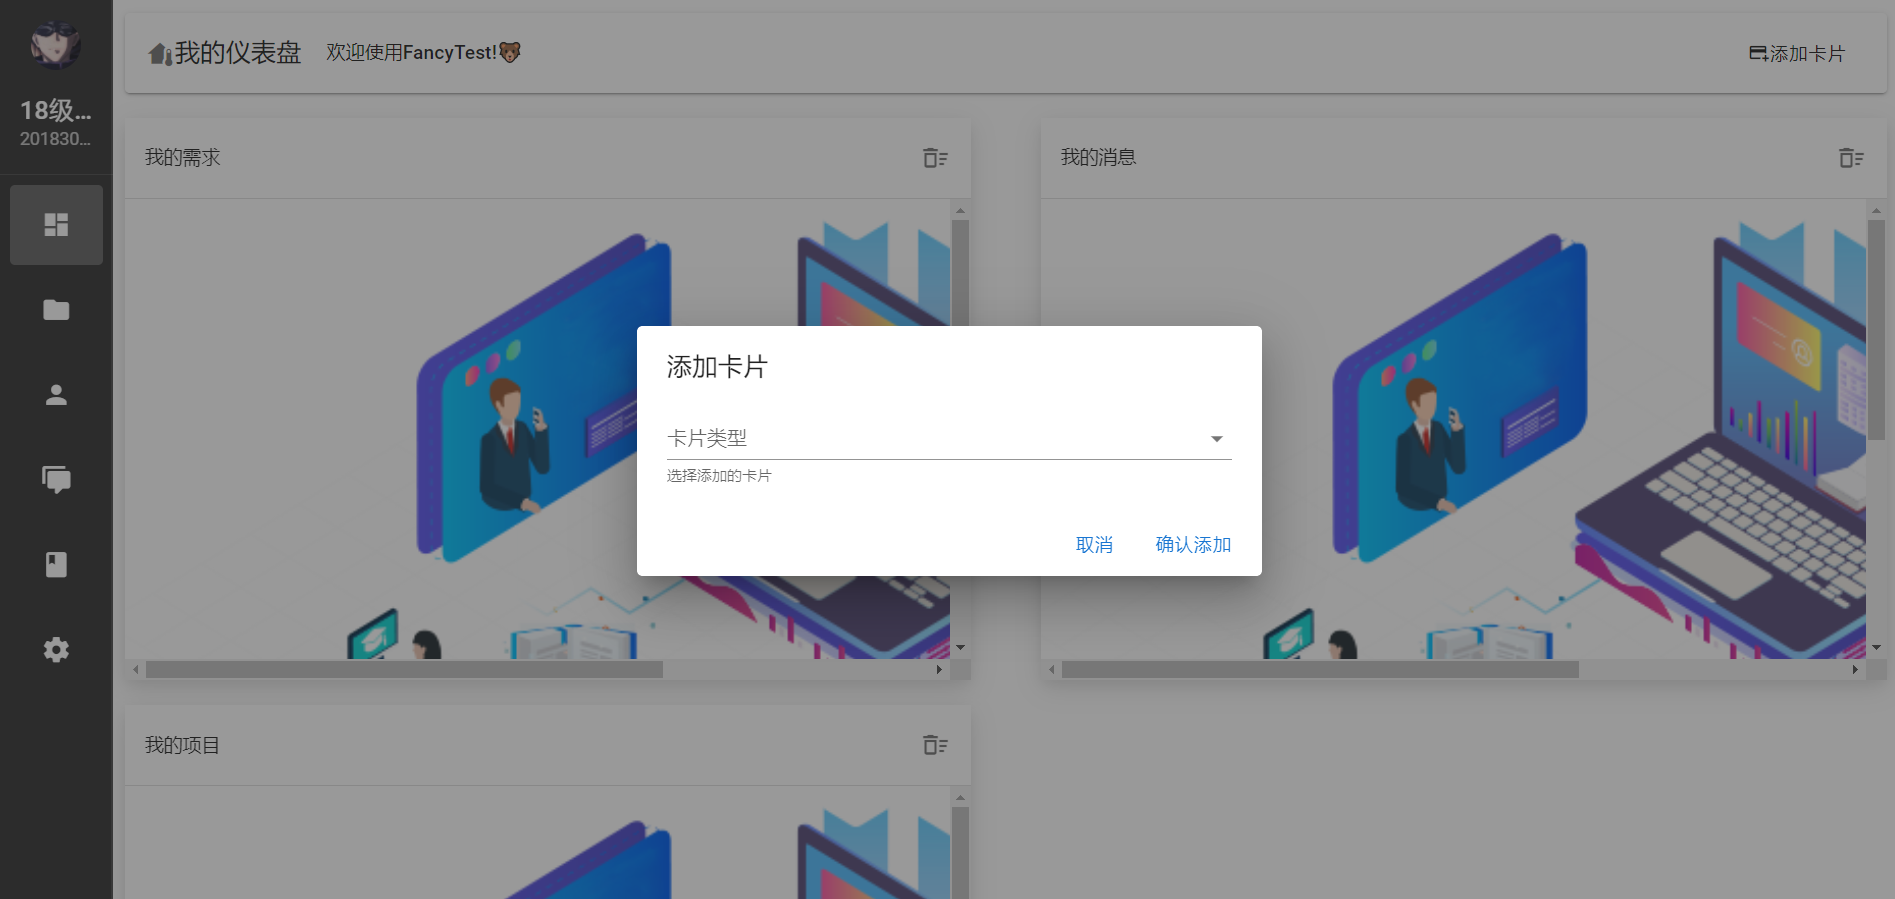 18级...
201830...
我的仪表盘
欢迎使用FancyTest!🐻
添加卡片
我的需求
我的消息
添加卡片
卡片类型
选择添加的卡片
取消
确认添加
我的项目